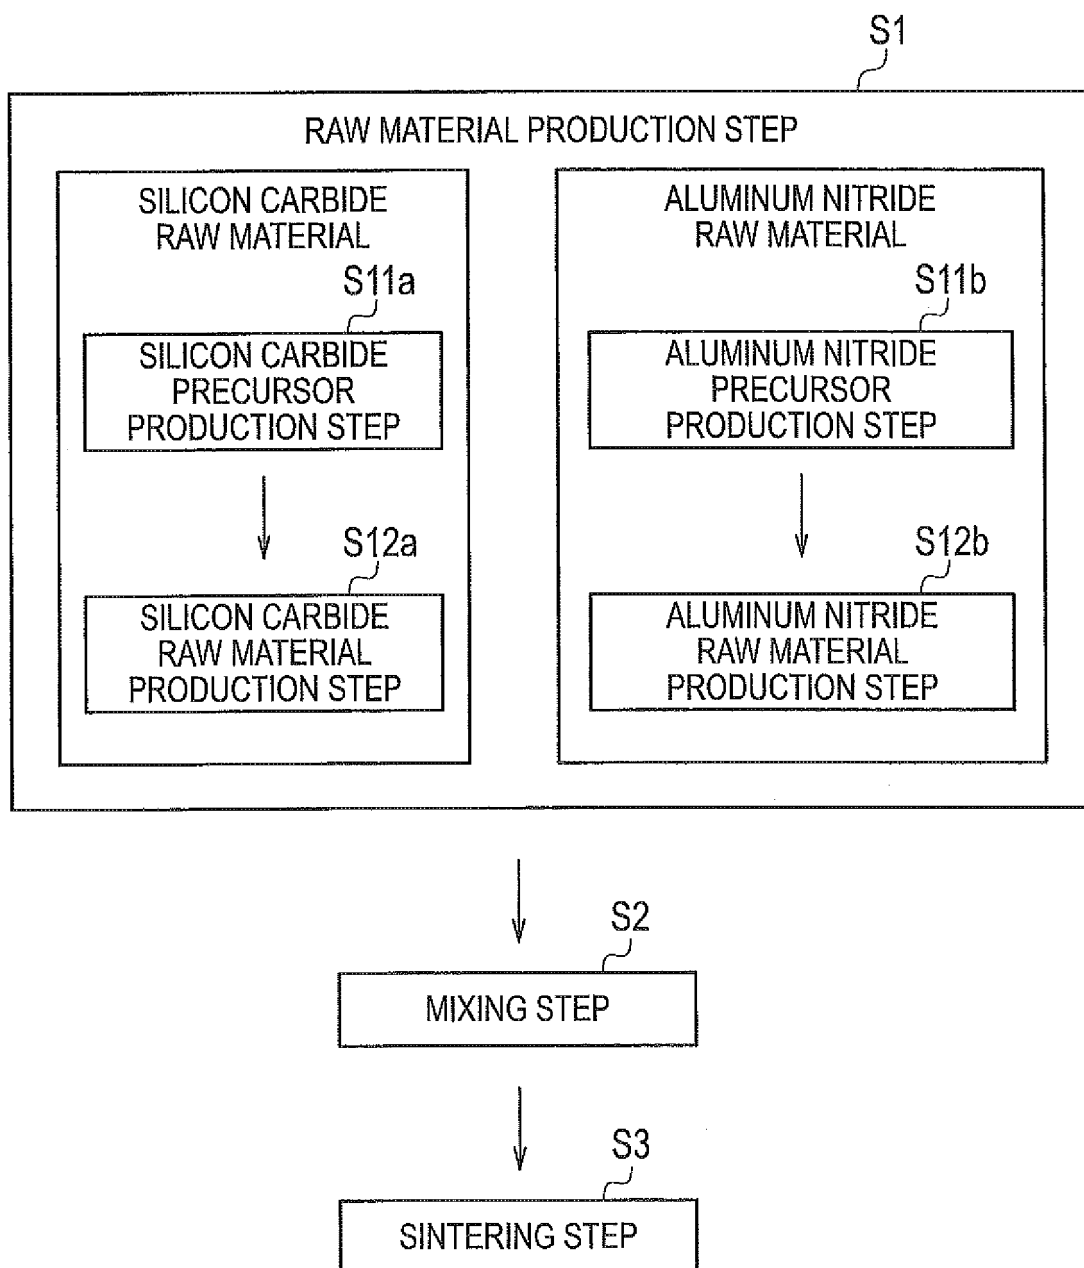 S1
RAW MATERIAL PRODUCTION STEP
SILICON CARBIDE
RAW MATERIAL
S11a
SILICON CARBIDE
PRECURSOR
PRODUCTION STEP
S12a
SILICON CARBIDE
RAW MATERIAL
PRODUCTION STEP
ALUMINUM NITRIDE
RAW MATERIAL
S11b
ALUMINUM NITRIDE
PRECURSOR
PRODUCTION STEP
S12b
ALUMINUM NITRIDE
RAW MATERIAL
PRODUCTION STEP
S2
MIXING STEP
S3
SINTERING STEP